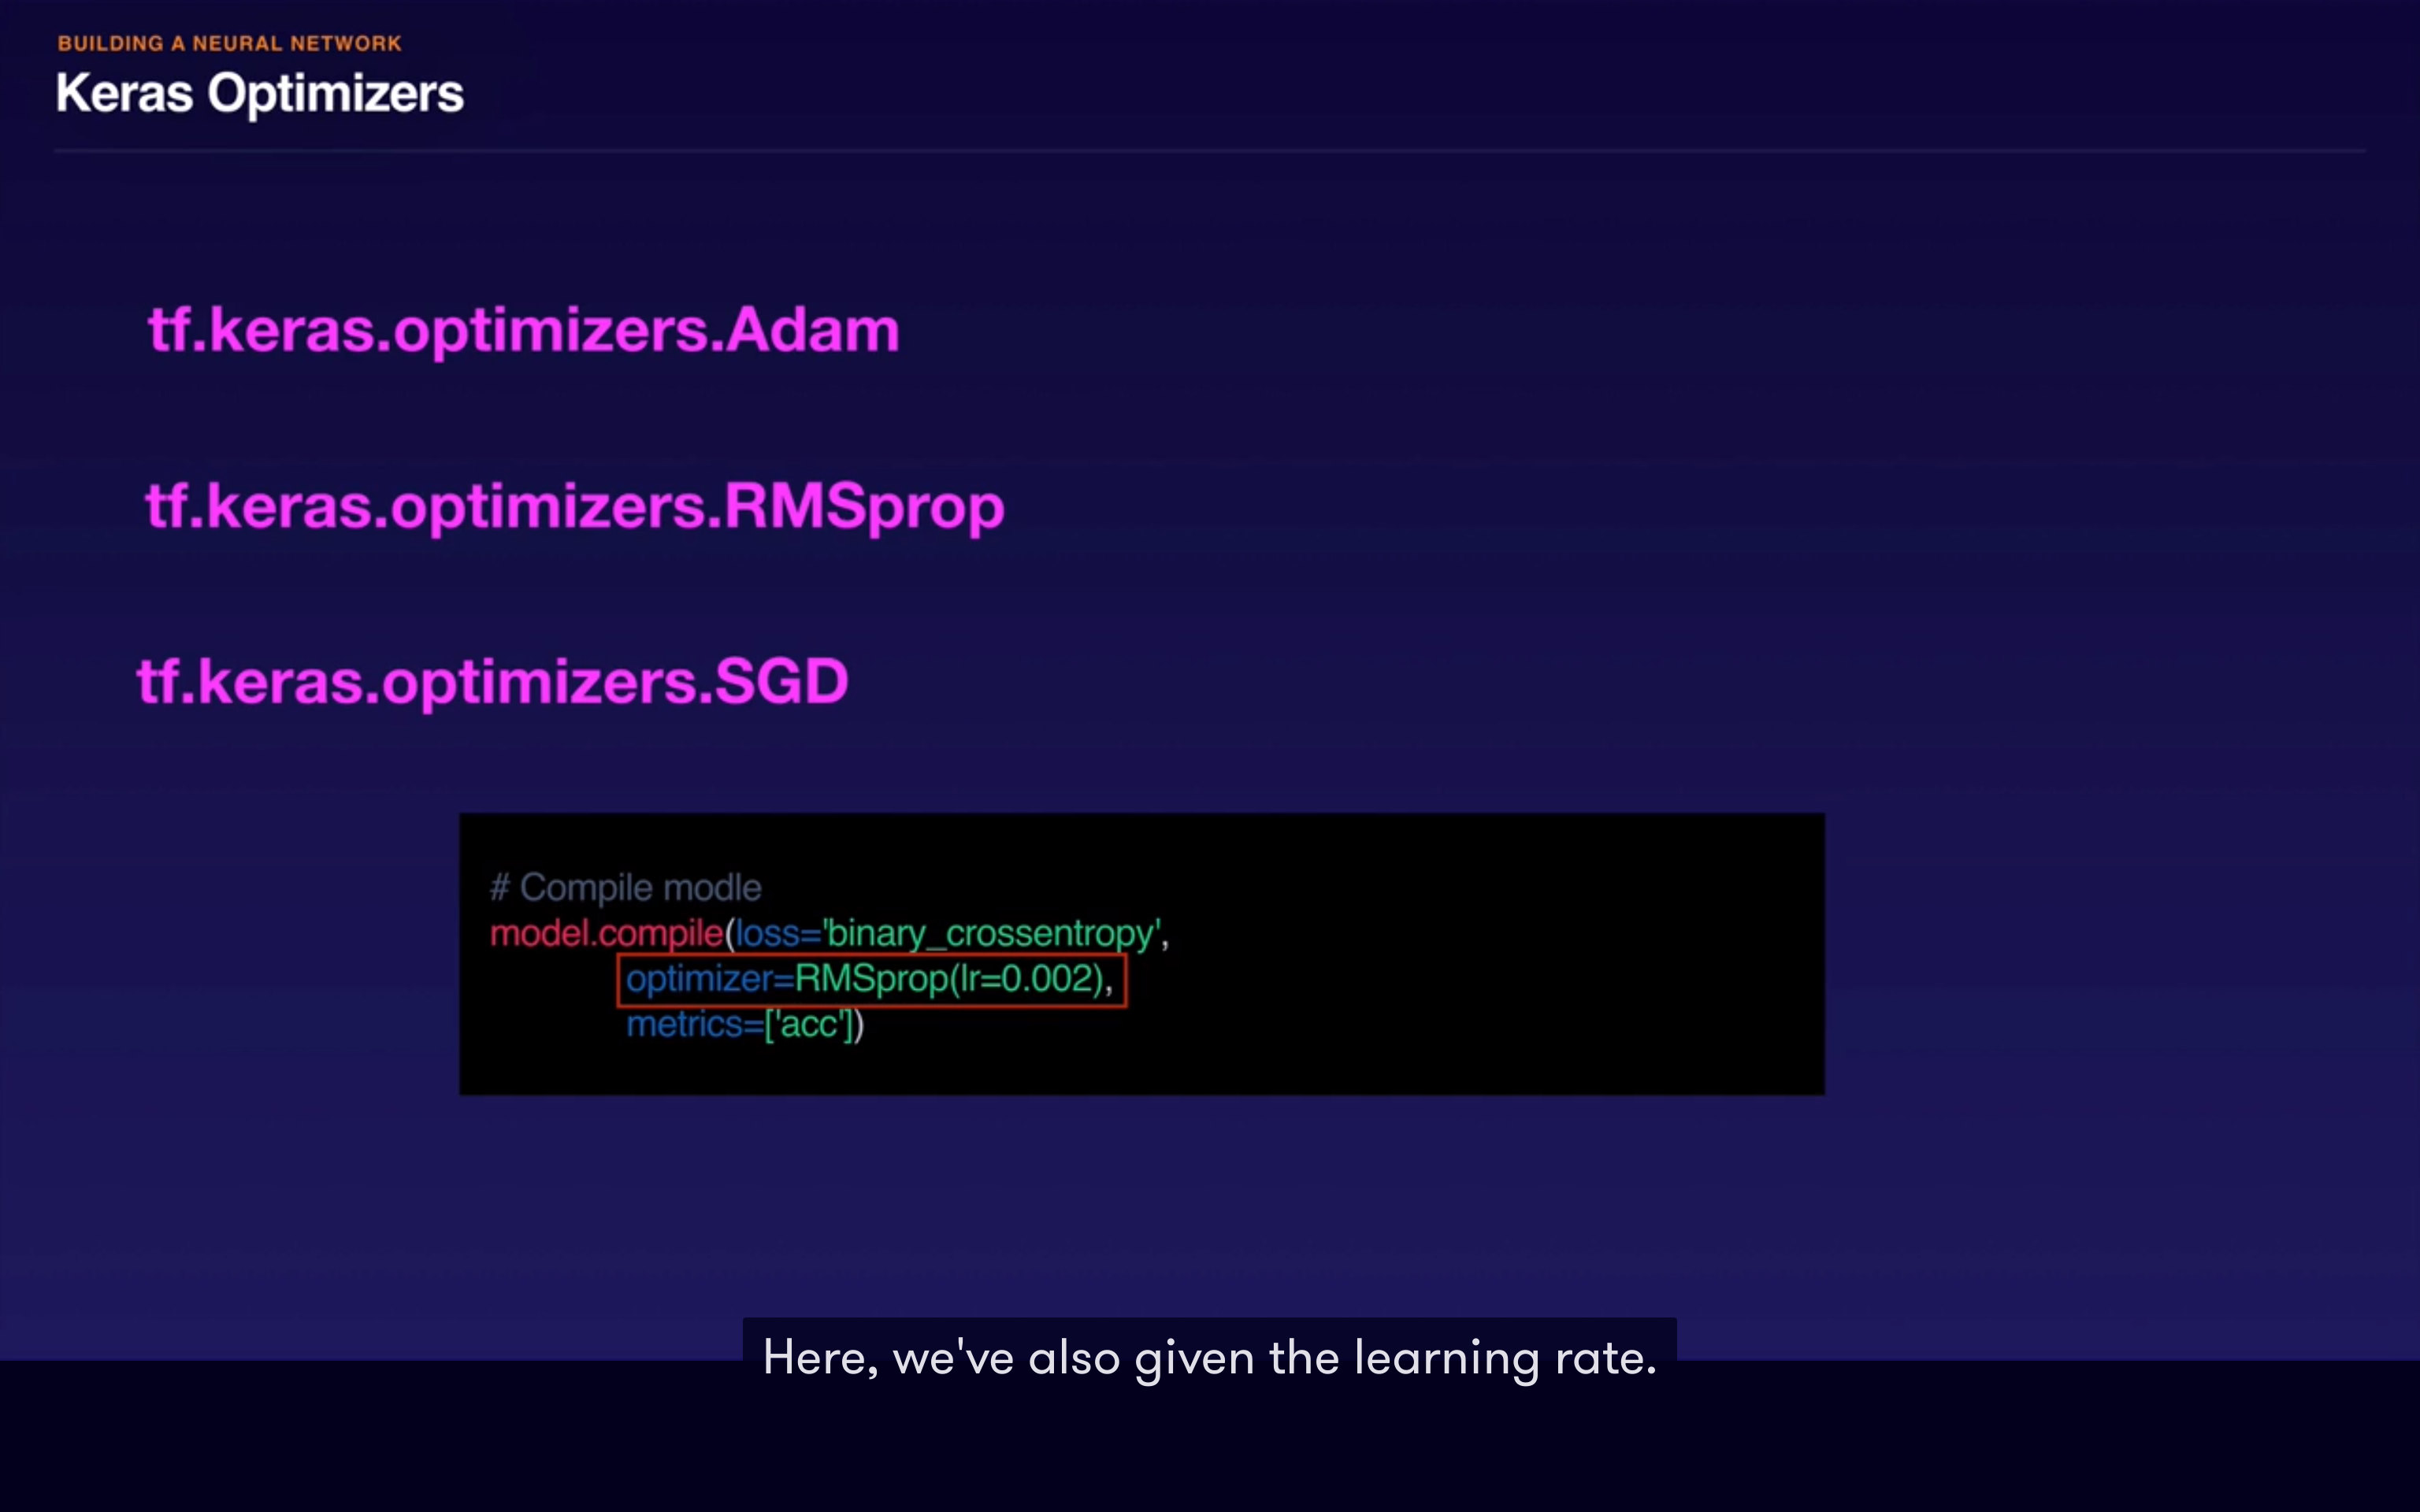 BUILDING A NEURAL NETWORK
Keras Optimizers
tf.keras.optimizers.Adam
tf.keras.optimizers.RMSprop
tf.keras.optimizers.SGD
# Compile modle
model.compile(loss='binary_crossentropy',
optimizer=RMSprop(lr=0.002),
metrics=['acc'])
Here, we've also given the learning rate.